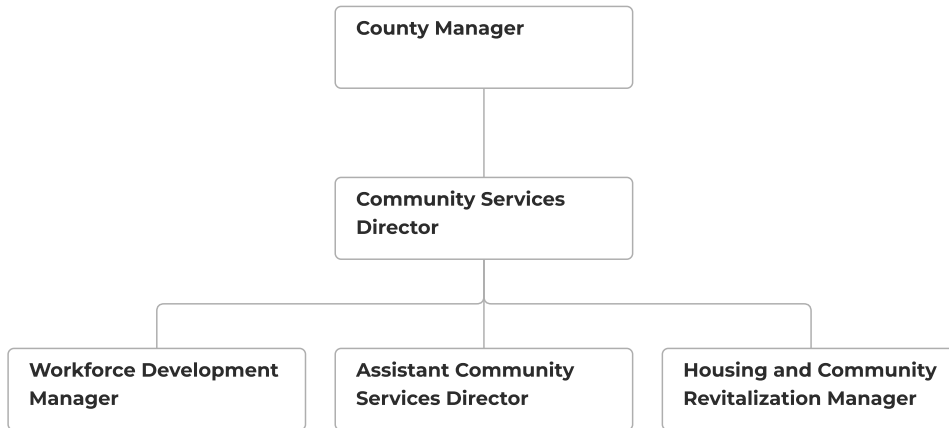 County Manager
Community Services
Director
Workforce Development
Manager
Assistant Community
Services Director
Housing and Community
Revitalization Manager